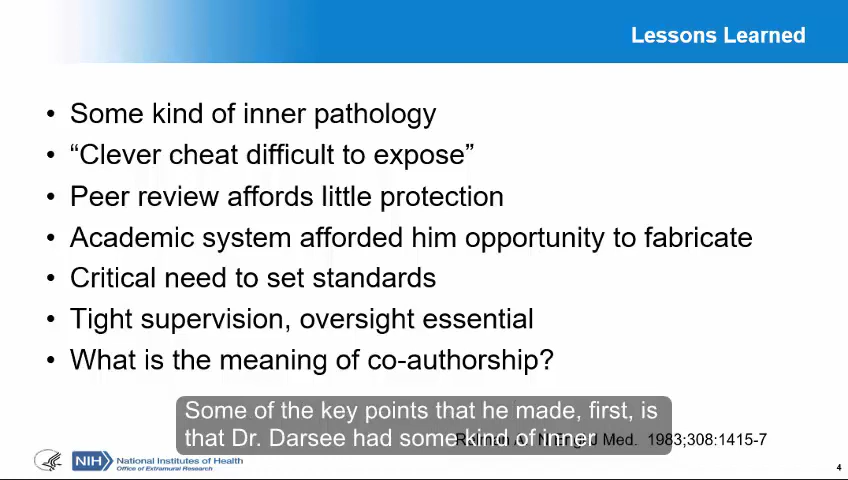 Lessons Learned
• Some kind of inner pathology
• “Clever cheat difficult to expose”
• Peer review affords little protection
• Academic system afforded him opportunity to fabricate
• Critical need to set standards
• Tight supervision, oversight essential
• What is the meaning of co-authorship?
Some of the key points that he made, first, is
that Dr. Darsee had some kind of inner
Med. 1983;308:1415-7
NIH National Institutes of Health
Office of Extramural Research
4